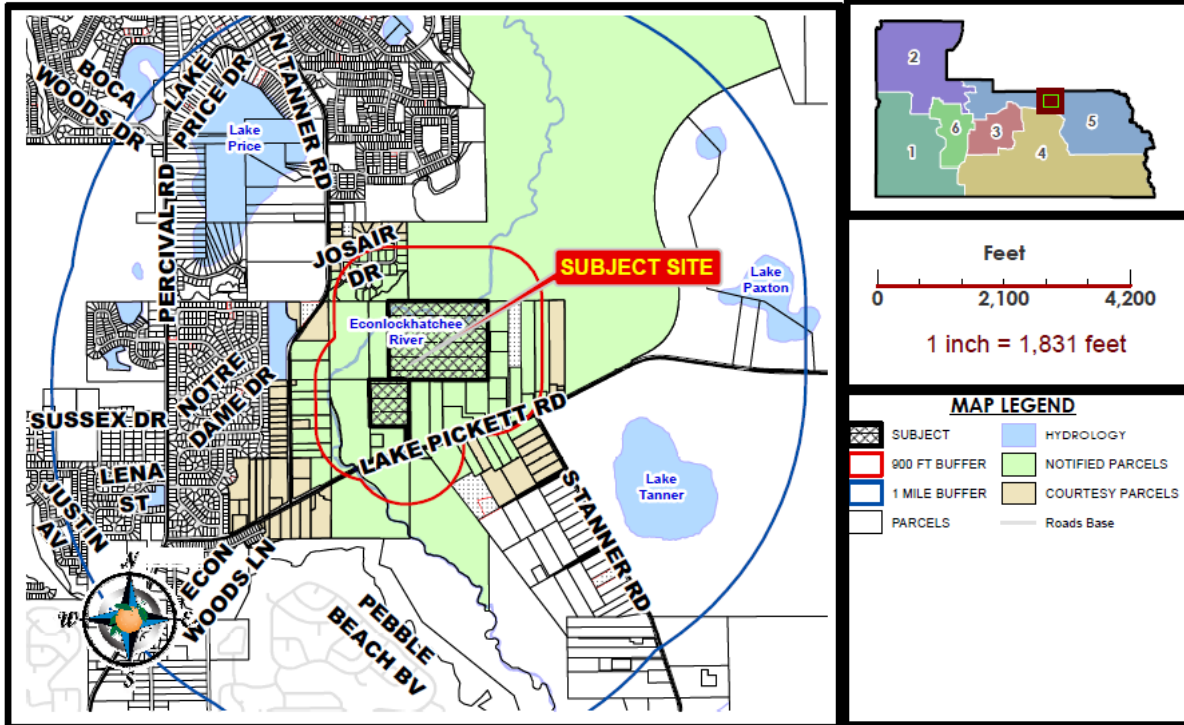 BOCA
WOODS DR
LAKE
PRICE DR
N TANNER RD
Lake
Price
PERCIVAL RD
JOSAIR
DR
SUBJECT SITE
Lake
Paxton
Econlockhatchee
River
NOTRE
DAME DR
SUSSEX DR
LAKE PICKETT RD
LENA
ST
Lake
Tanner
JUSTIN
AV
S TANNER RD
ECON
WOODS LN
PEBBLE
BEACH BV
N
W
S
2
1
6
3
4
5
Feet
0 2,100 4,200
1 inch = 1,831 feet
MAP LEGEND
SUBJECT
HYDROLOGY
900 FT BUFFER
NOTIFIED PARCELS
1 MILE BUFFER
COURTESY PARCELS
PARCELS
Roads Base